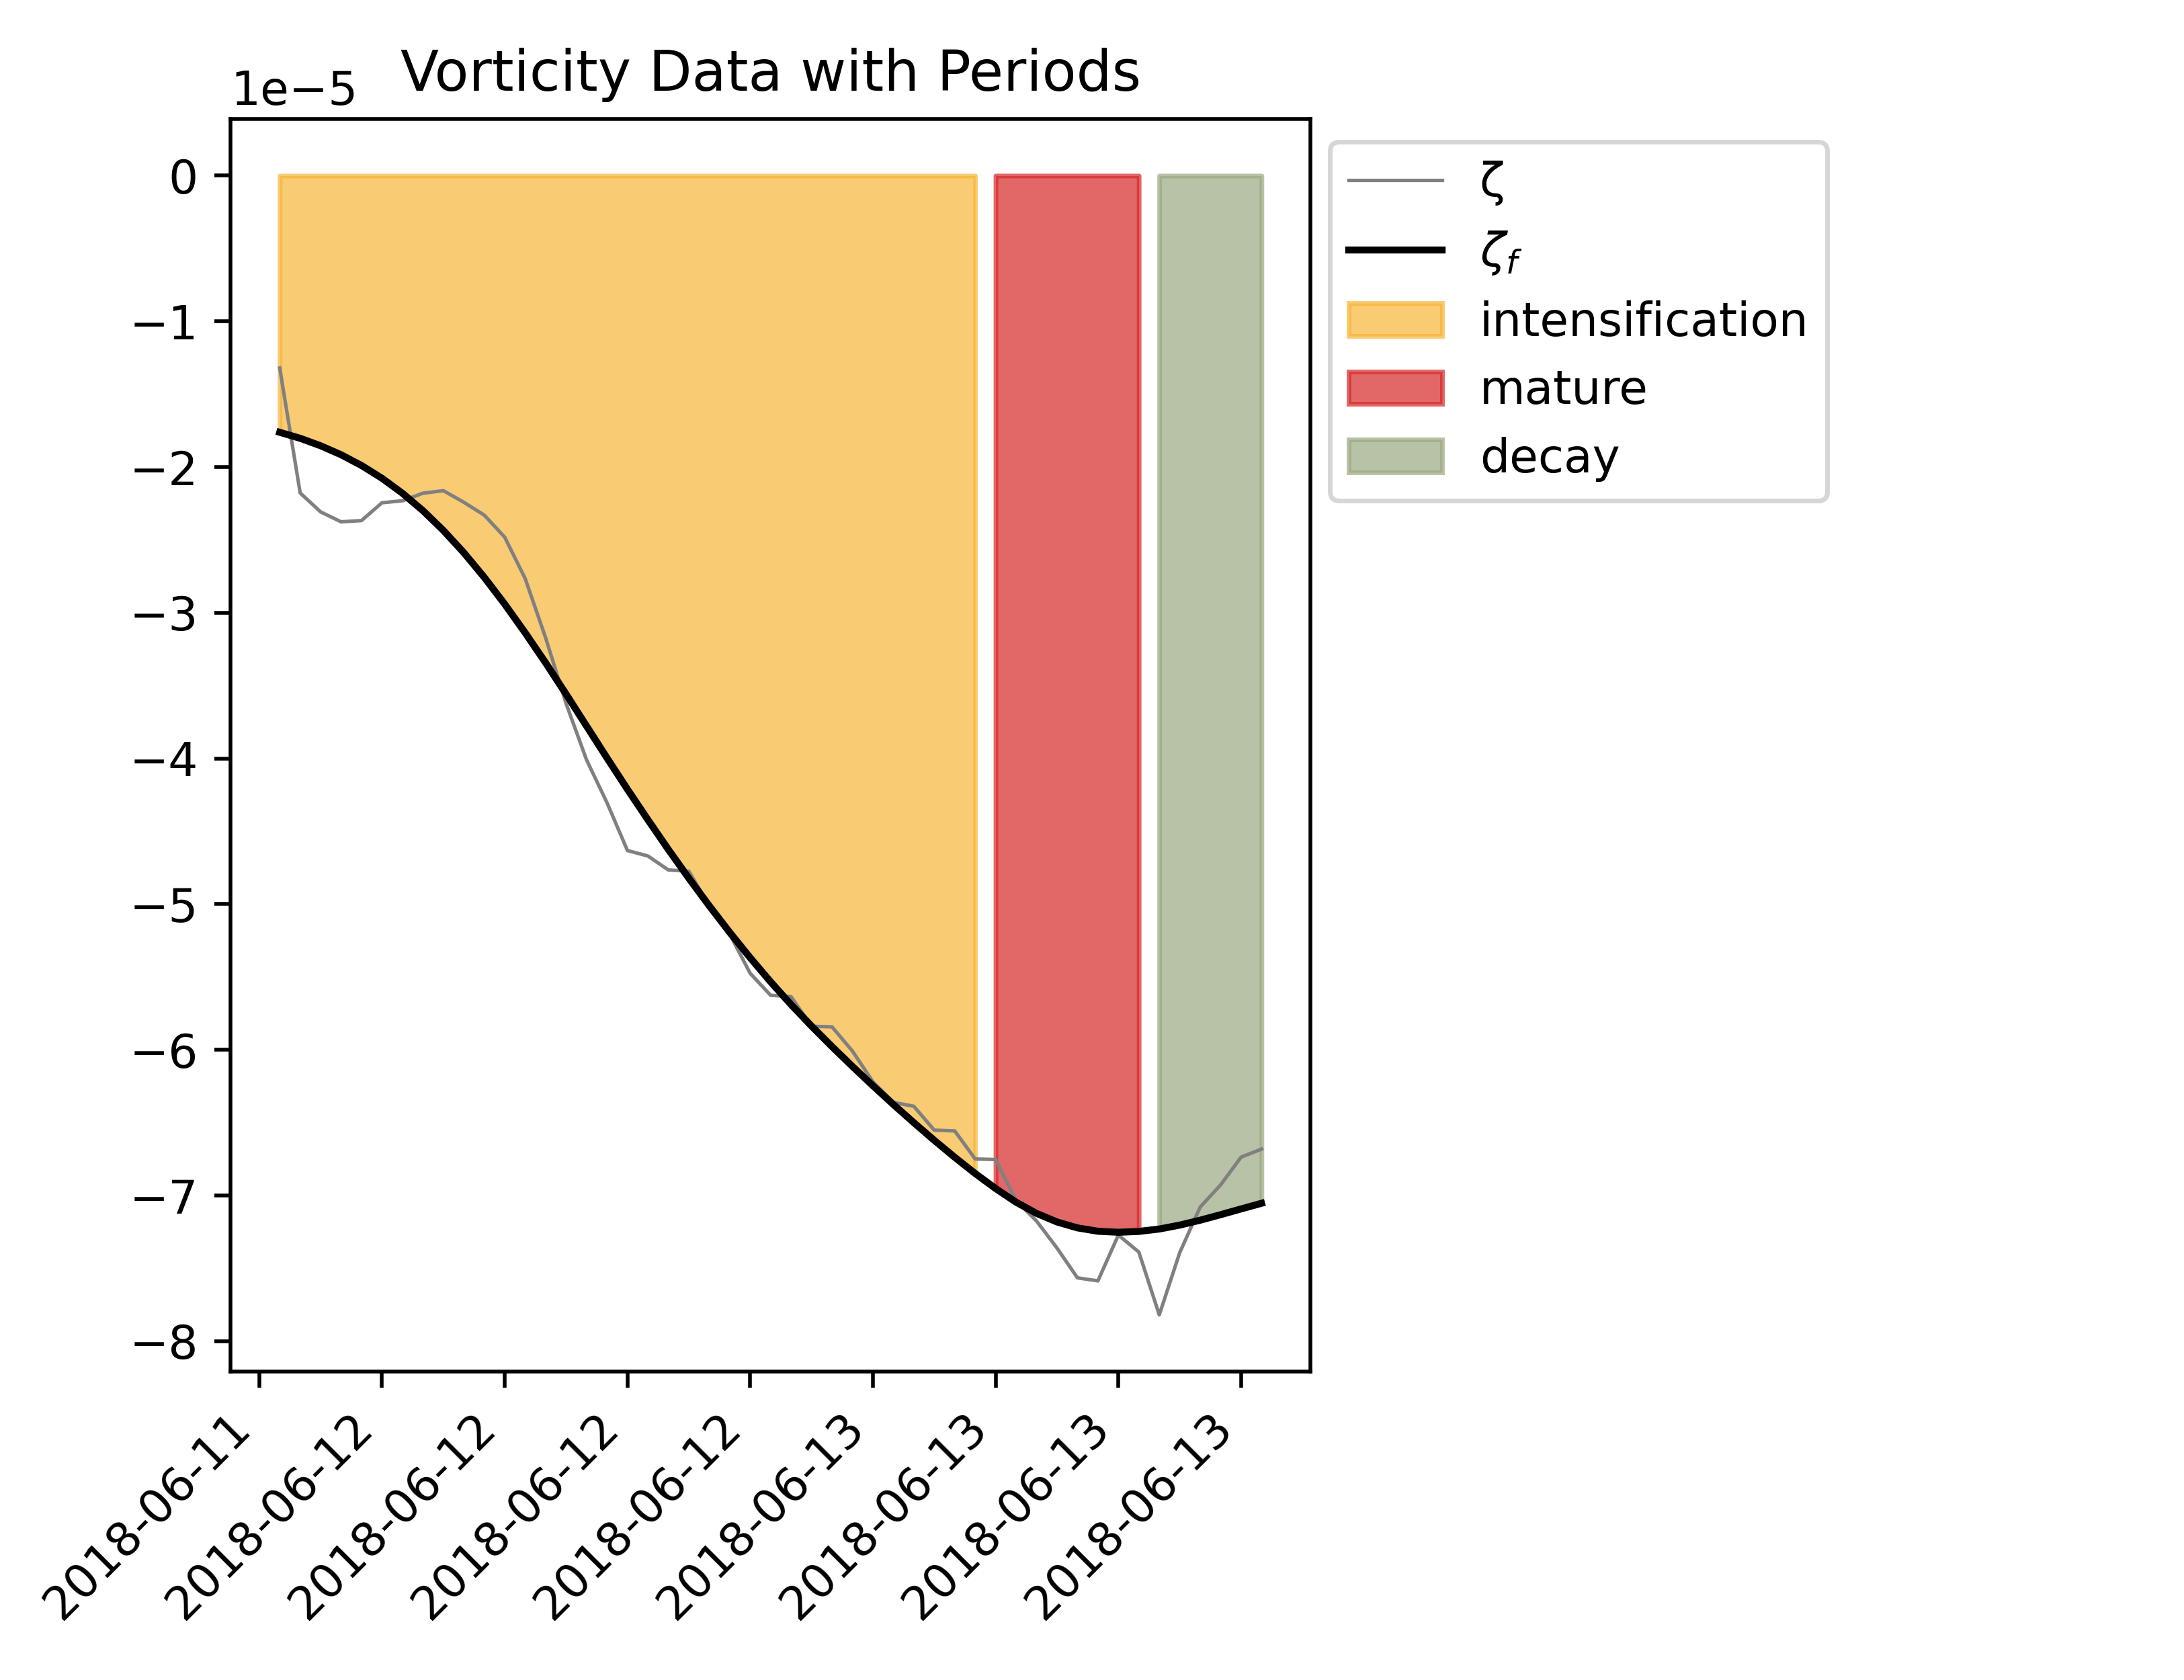 Vorticity Data with Periods
1e−5
0
−1
−2
−3
−4
−5
−6
−7
−8
2018-06-11
2018-06-12
2018-06-12
2018-06-12
2018-06-12
2018-06-13
2018-06-13
2018-06-13
2018-06-13
ζ
ζf
intensification
mature
decay